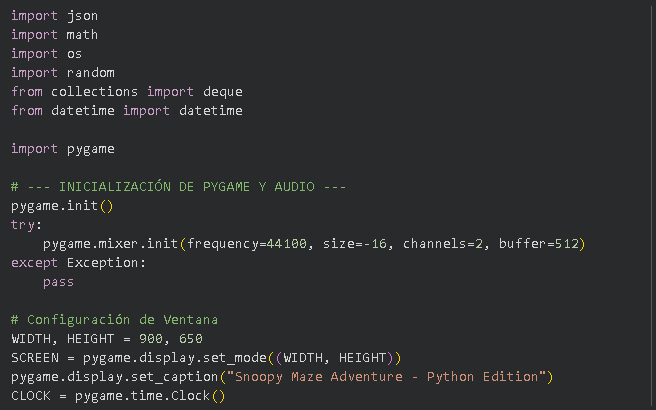 import json
import math
import os
import random
from collections import deque
from datetime import datetime

import pygame

# --- INICIALIZACIÓN DE PYGAME Y AUDIO ---
pygame.init()
try:
    pygame.mixer.init(frequency=44100, size=-16, channels=2, buffer=512)
except Exception:
    pass

# Configuración de Ventana
WIDTH, HEIGHT = 900, 650
SCREEN = pygame.display.set_mode((WIDTH, HEIGHT))
pygame.display.set_caption("Snoopy Maze Adventure - Python Edition")
CLOCK = pygame.time.Clock()